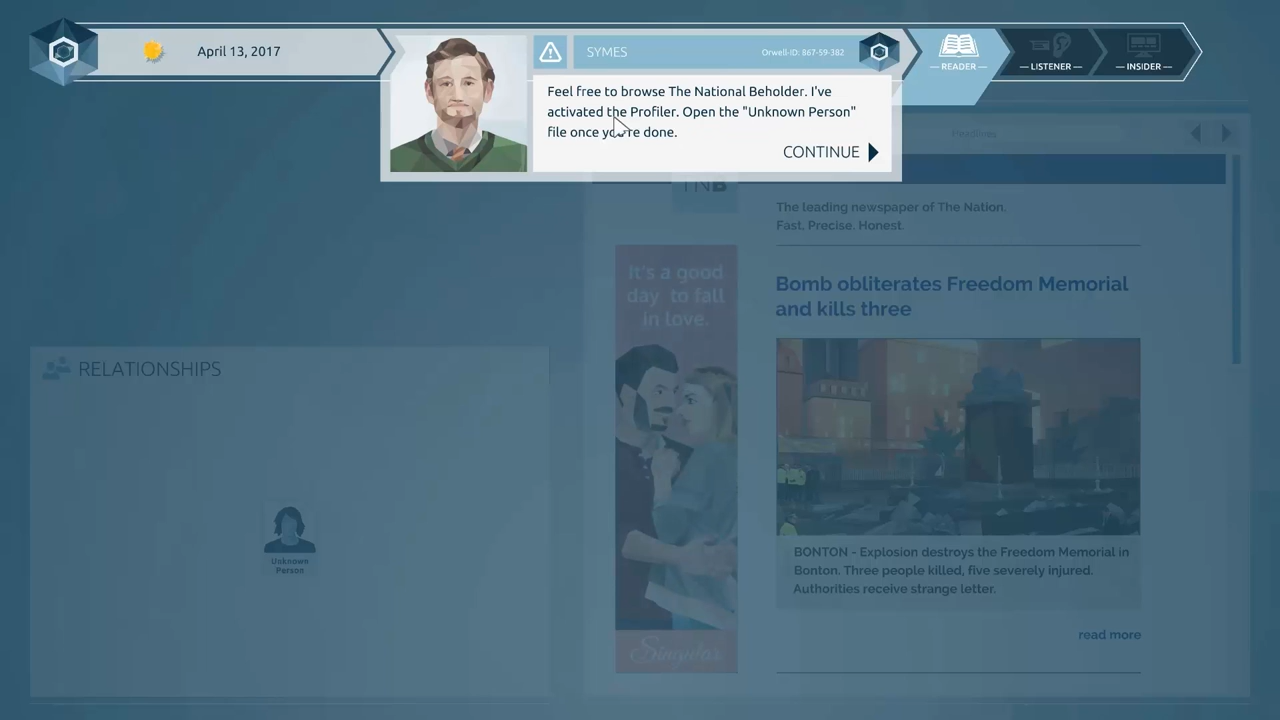 April 13, 2017
SYMES
Orwell-ID: 867-59-382
Feel free to browse The National Beholder. I've
activated the Profiler. Open the "Unknown Person"
file once you're done.
CONTINUE
— READER —
— LISTENER —
— INSIDER —
Headlines
TNB
The leading newspaper of The Nation.
Fast. Precise. Honest.
It's a good
day to fall
in love.
Singular
Bomb obliterates Freedom Memorial
and kills three
BONTON - Explosion destroys the Freedom Memorial in
Bonton. Three people killed, five severely injured.
Authorities receive strange letter.
read more
RELATIONSHIPS
Unknown
Person